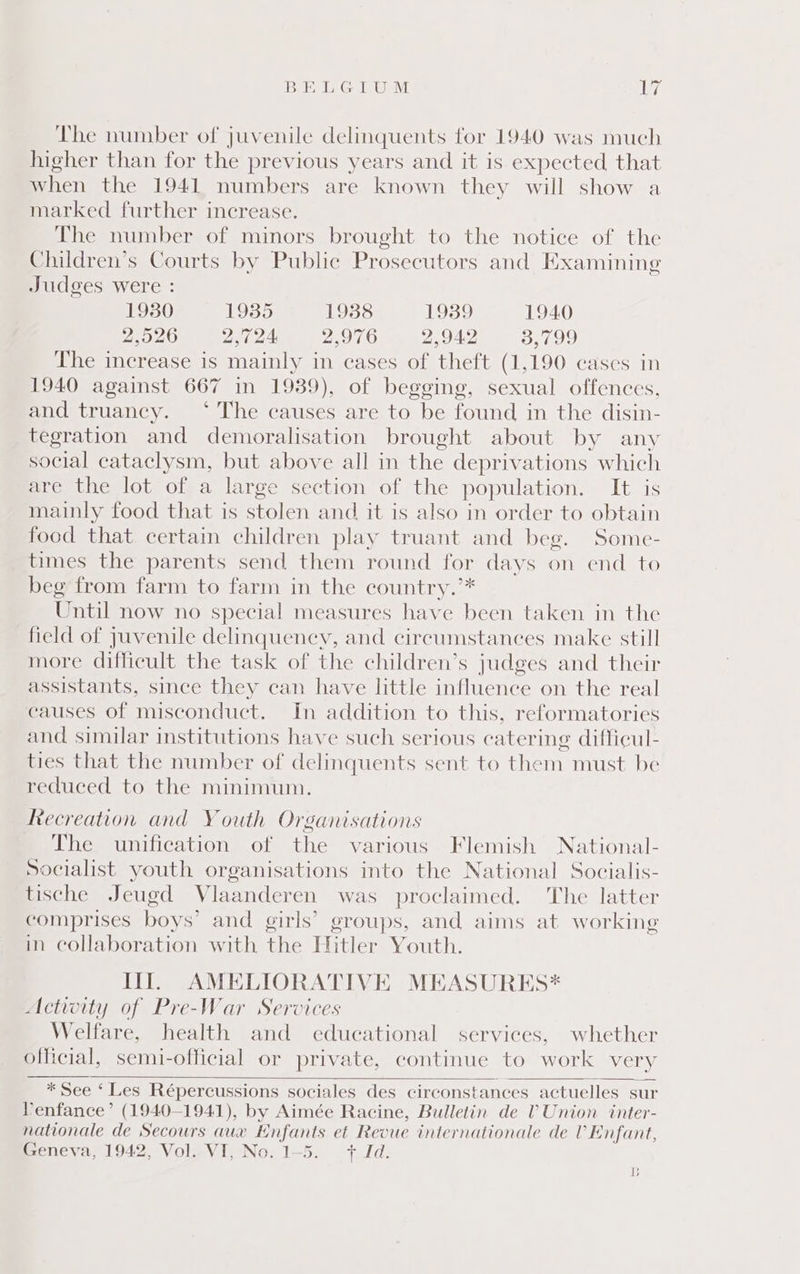 BELGIUM 17
The number of juvenile delinquents for 1940 was much
higher than for the previous years and it is expected that
when the 1941 numbers are known they will show a
marked further increase.
The number of minors brought to the notice of the
Children's Courts by Public Prosecutors and Examining
Judges were :
1930 1935 1938 1939 1940
2,526 2,724 2,976 2,942 3,799
The increase is mainly in cases of theft (1,190 cases in
1940 against 667 in 1939), of begging, sexual offences,
and truancy. ‘ The causes are to be found in the disin-
tegration and demoralisation brought about by any
social cataclysm, but above all in the deprivations which
are the lot of a large section of the population. It is
mainly food that is stolen and it is also in order to obtain
food that certain children play truant and beg. Some-
times the parents send them round for days on end to
beg from farm to farm in the country.’*
Until now no special measures have been taken in the
field of juvenile delinquency, and circumstances make still
more difficult the task of the children's judges and their
assistants, since they can have little influence on the real
causes of misconduct. In addition to this, reformatories
and similar institutions have such serious catering difficul-
ties that the number of delinquents sent to them must be
reduced to the minimum.
Recreation and Youth Organisations
The unification of the various Flemish National-
Socialist youth organisations into the National Socialis-
tische Jeugd Vlaanderen was proclaimed. The latter
comprises boys' and girls' groups, and aims at working
in collaboration with the Hitler Youth.
III. AMELIORATIVE MEASURES*
Activity of Pre-War Services
Welfare, health and educational services, whether
official, semi-official or private, continue to work very
* See ‘ Les Répercussions sociales des circonstances actuelles sur
l'enfance ’ (1940–1941), by Aimée Racine, Bulletin de l'Union inter-
nationale de Secours aux Enfants et Revue internationale de l'Enfant,
Geneva, 1942, Vol. VI, No. 1–5. † Id.
B